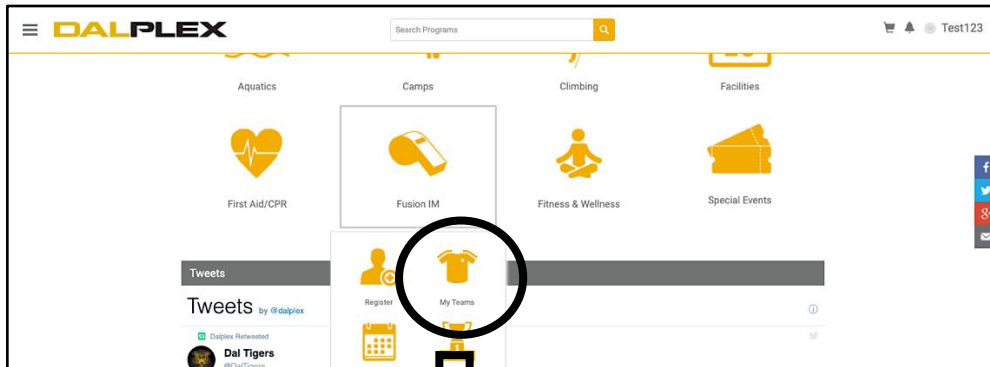 DALPLEX
Search Programs
Test123
Aquatics
Camps
Climbing
Facilities
First Aid/CPR
Fusion IM
Fitness & Wellness
Special Events
Register
My Teams
Tweets
Tweets by @dalplex
Dalplex Retweeted
Dal Tigers
@DalTigers